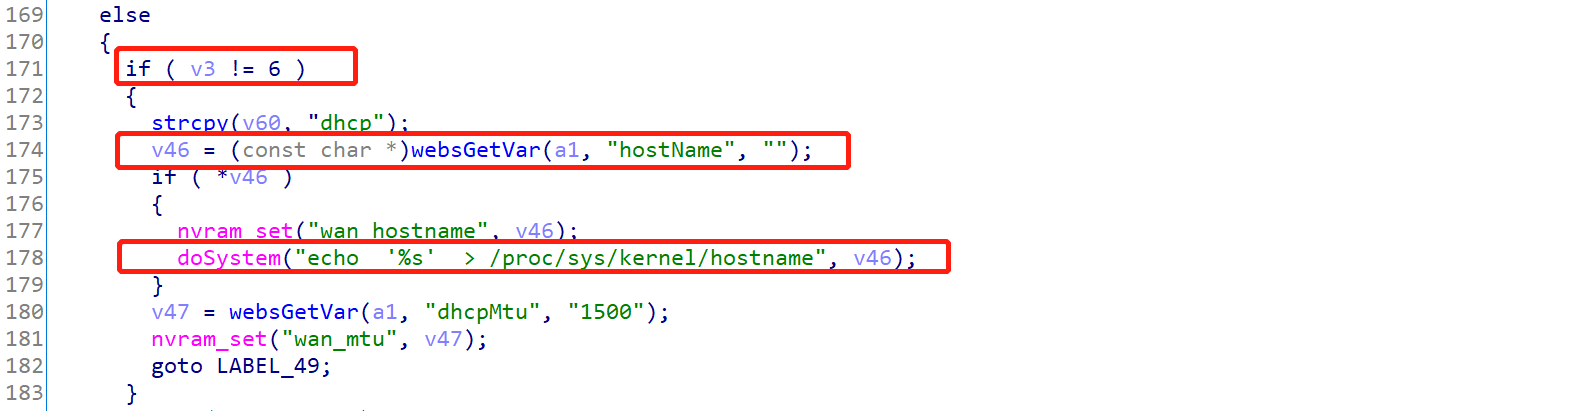 169 else
170 {
171 if ( v3 != 6 )
172 {
173 strcpy(v60, "dhcp");
174 v46 = (const char *)websGetVar(a1, "hostName", "");
175 if ( *v46 )
176 {
177 nvram_set("wan_hostname", v46);
178 doSystem("echo  '%s'  > /proc/sys/kernel/hostname", v46);
179 }
180 v47 = websGetVar(a1, "dhcpMtu", "1500");
181 nvram_set("wan_mtu", v47);
182 goto LABEL_49;
183 }